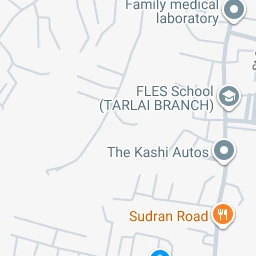 Family medical
laboratory
FLES School
(TARLAI BRANCH)
The Kashi Autos
Sudran Road